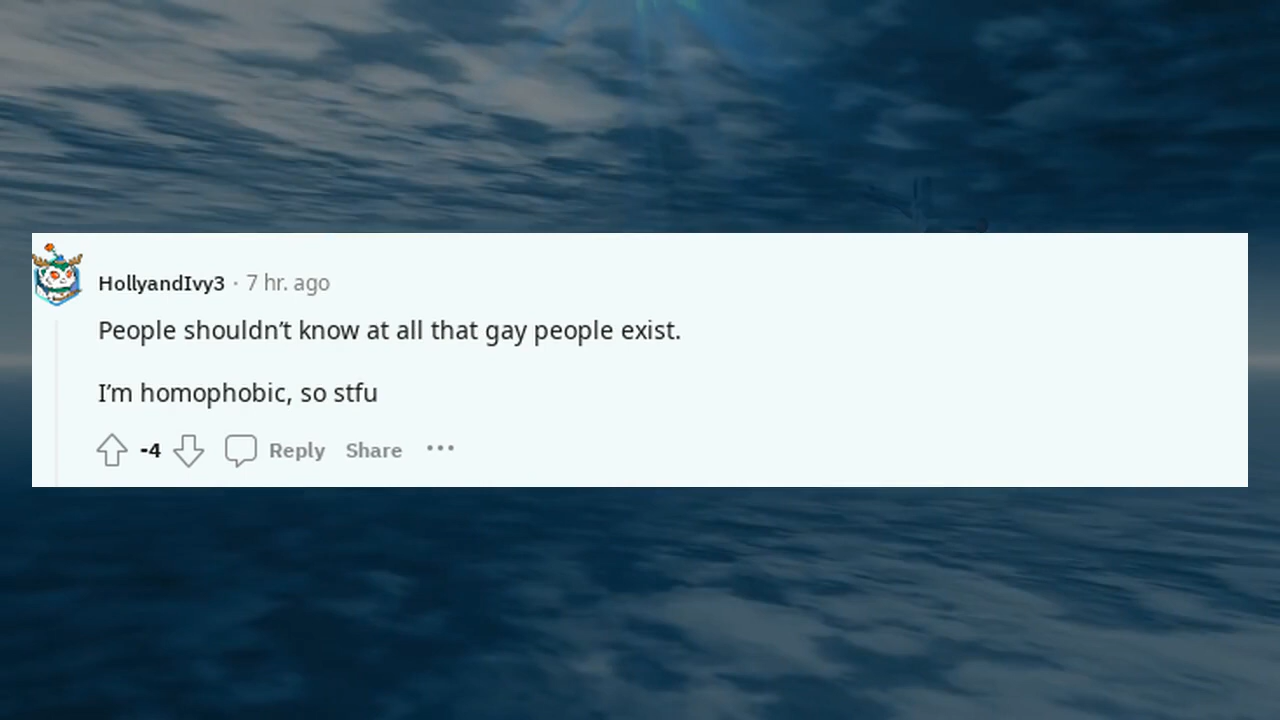 HollyandIvy3 · 7 hr. ago
People shouldn’t know at all that gay people exist.
I’m homophobic, so stfu
-4 Reply Share •••